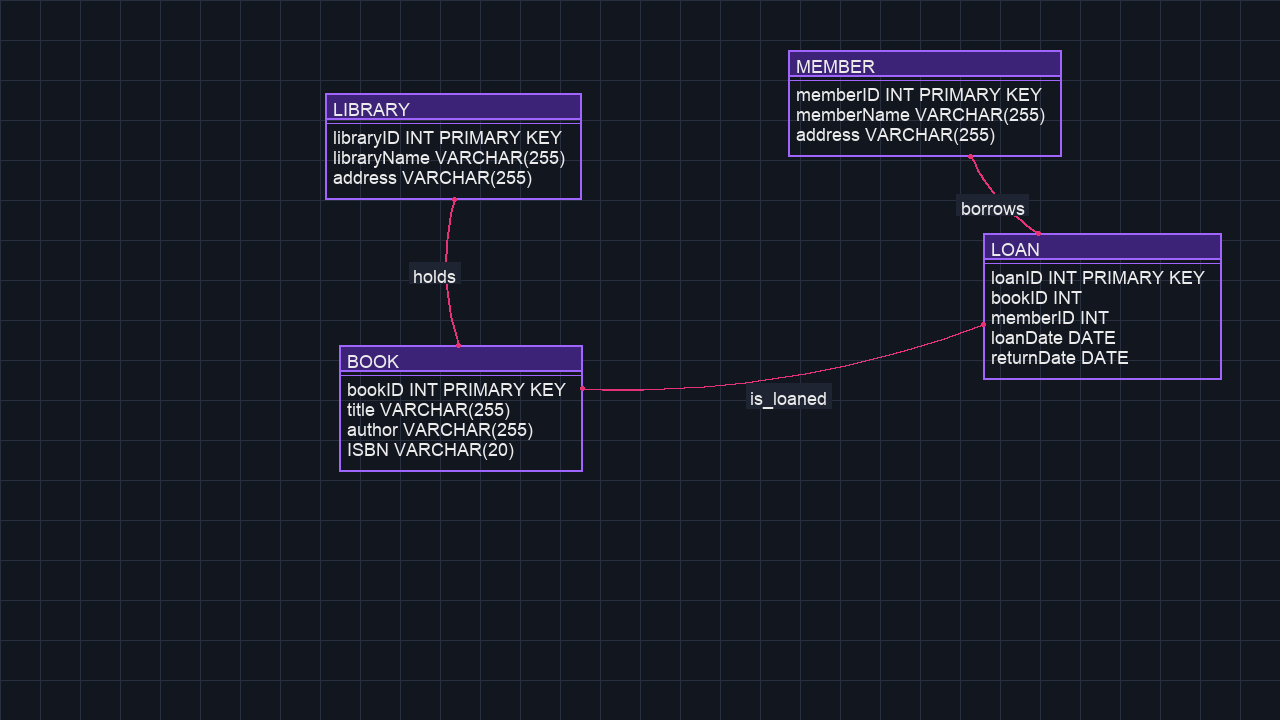 LIBRARY
libraryID INT PRIMARY KEY
libraryName VARCHAR(255)
address VARCHAR(255)
holds
BOOK
bookID INT PRIMARY KEY
title VARCHAR(255)
author VARCHAR(255)
ISBN VARCHAR(20)
is_loaned
MEMBER
memberID INT PRIMARY KEY
memberName VARCHAR(255)
address VARCHAR(255)
borrows
LOAN
loanID INT PRIMARY KEY
bookID INT
memberID INT
loanDate DATE
returnDate DATE